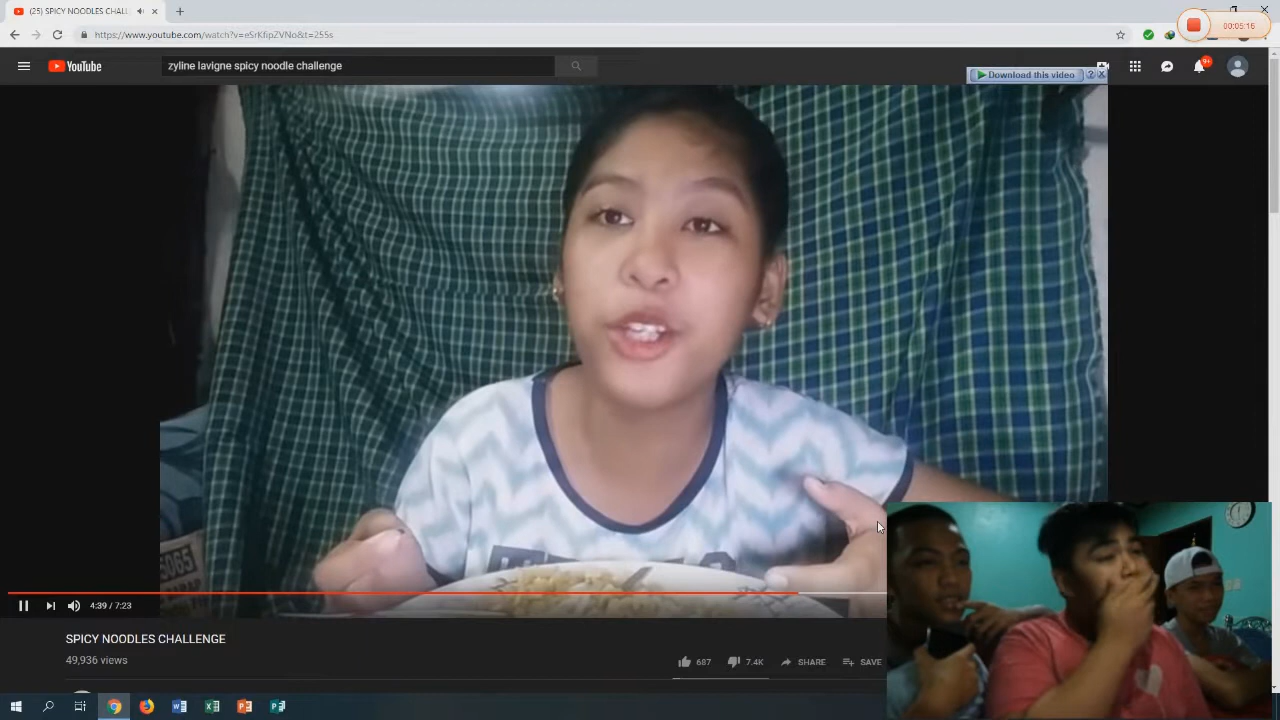 (25) SPICY NOODLES CHALL
00:05:16
https://www.youtube.com/watch?v=eSrKfipZVNo&t=255s
YouTube
zyline lavigne spicy noodle challenge
9+
Download this video
?
5065
4:39 / 7:23
SPICY NOODLES CHALLENGE
49,936 views
687
7.4K
SHARE
SAVE